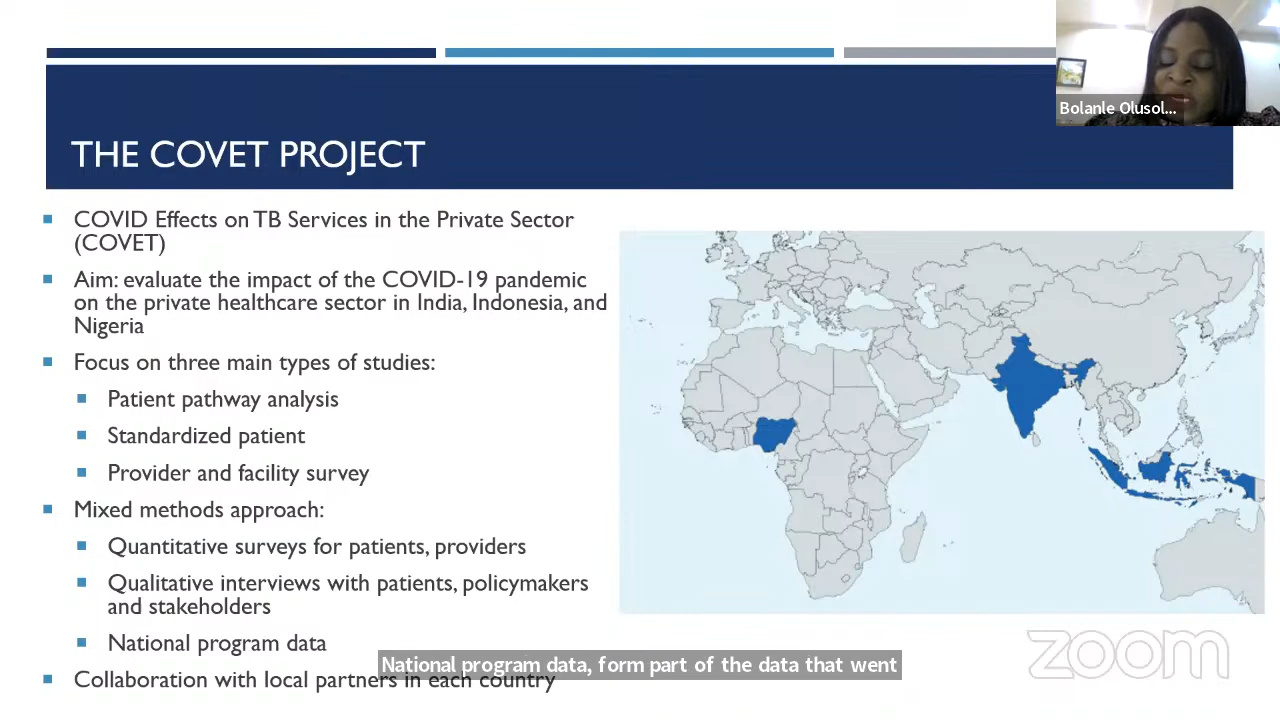 Bolanle Olusol...
THE COVET PROJECT
COVID Effects on TB Services in the Private Sector
(COVET)
Aim: evaluate the impact of the COVID-19 pandemic
on the private healthcare sector in India, Indonesia, and
Nigeria
Focus on three main types of studies:
Patient pathway analysis
Standardized patient
Provider and facility survey
Mixed methods approach:
Quantitative surveys for patients, providers
Qualitative interviews with patients, policymakers
and stakeholders
National program data
National program data, form part of the data that went
Collaboration with local partners in each country
zoom